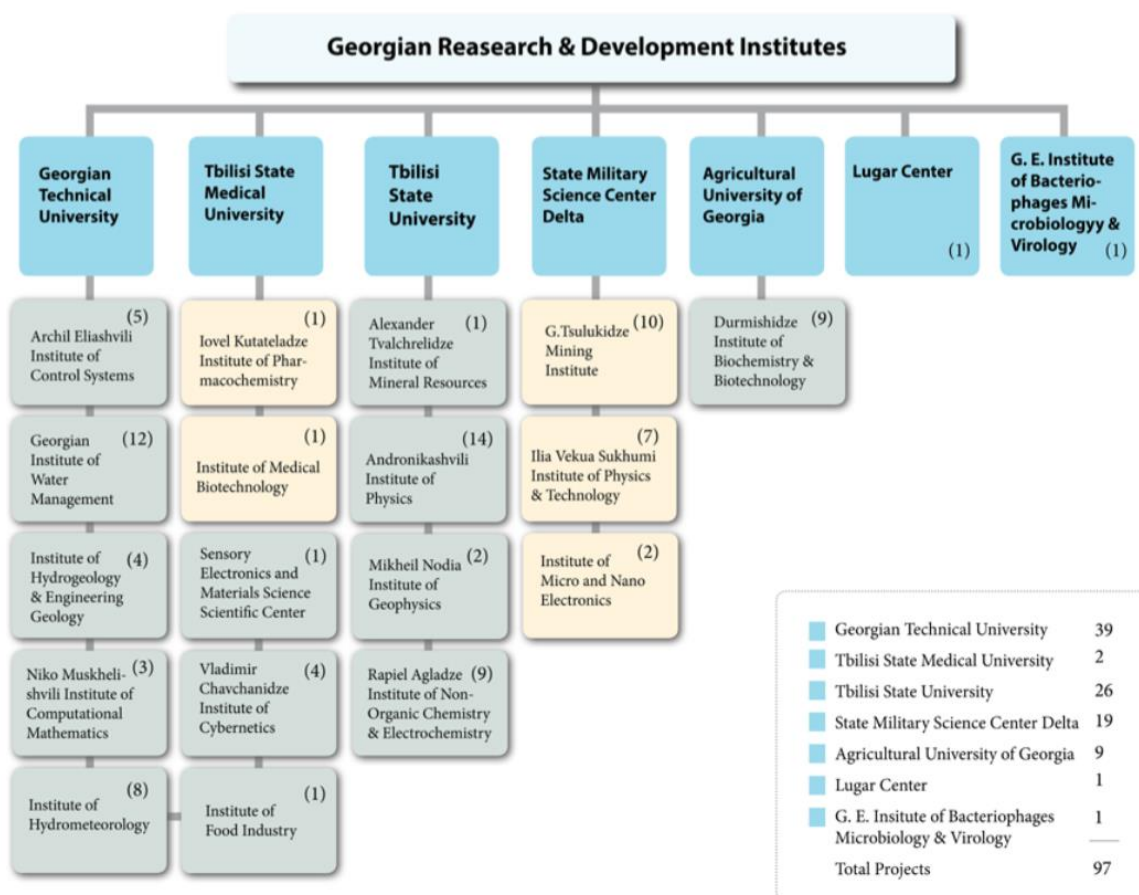 Georgian Reasearch & Development Institutes
Georgian
Technical
University
Tbilisi State
Medical
University
Tbilisi
State
University
State Military
Science Center
Delta
Agricultural
University of
Georgia
Lugar Center
(1)
G. E. Institute
of Bacterio-
phages Mi-
crobiologyy &
Virology (1)
(5)
Archil Eliashvili
Institute of
Control Systems
Georgian (12)
Institute of
Water
Management
Institute of (4)
Hydrogeology
& Engineering
Geology
Niko Muskheli- (3)
shvili Institute of
Computational
Mathematics
(8)
Institute of
Hydrometeorology
(1)
Iovel Kutateladze
Institute of Phar-
macochemistry
(1)
Institute of Medical
Biotechnology
Sensory (1)
Electronics and
Materials Science
Scientific Center
Vladimir (4)
Chavchanidze
Institute of
Cybernetics
(1)
Institute of
Food Industry
Alexander (1)
Tvalchrelidze
Institute of
Mineral Resources
(14)
Andronikashvili
Institute of
Physics
Mikheil Nodia (2)
Institute of
Geophysics
Rapiel Agladze (9)
Institute of Non-
Organic Chemistry
& Electrochemistry
(10)
G.Tsulukidze
Mining
Institute
(7)
Ilia Vekua Sukhumi
Institute of Physics
& Technology
Institute of (2)
Micro and Nano
Electronics
Durmishidze (9)
Institute of
Biochemistry &
Biotechnology
Georgian Technical University 39
Tbilisi State Medical University 2
Tbilisi State University 26
State Military Science Center Delta 19
Agricultural University of Georgia 9
Lugar Center 1
G. E. Insitute of Bacteriophages 1
Microbiology & Virology
Total Projects 97